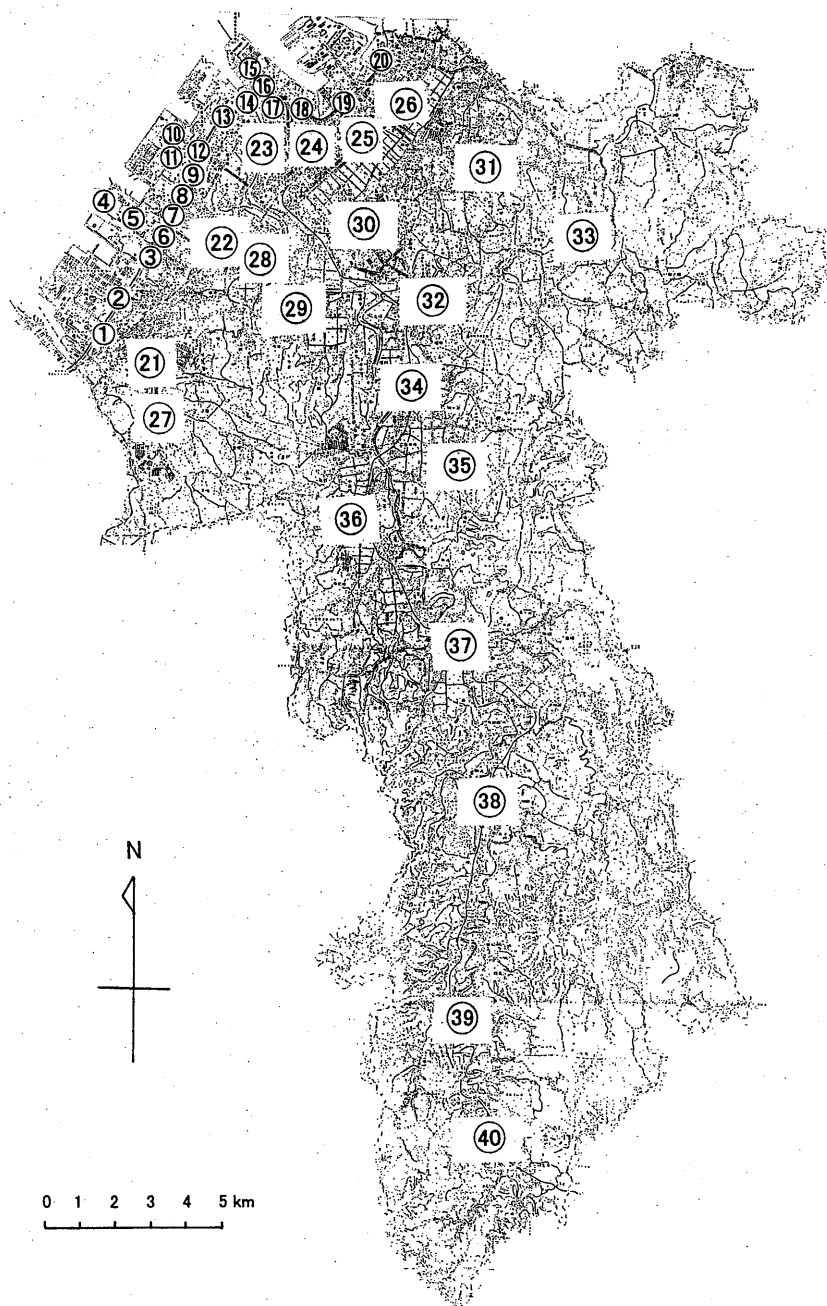 ⑮ ⑳
⑯
⑭ ⑰ ⑱ ⑲ ㉖
⑬
⑩ ㉓ ㉔ ㉕
⑪ ⑫
⑨ ㉛
④ ⑧
⑤ ⑦ ㉚
⑥ ㉒ ㉝
③ ㉘
② ㉙ ㉜
①
㉑
㉞
㉗
㉟
㊱
㊲
㊳
N
㊴
㊵
0 1 2 3 4 5 km